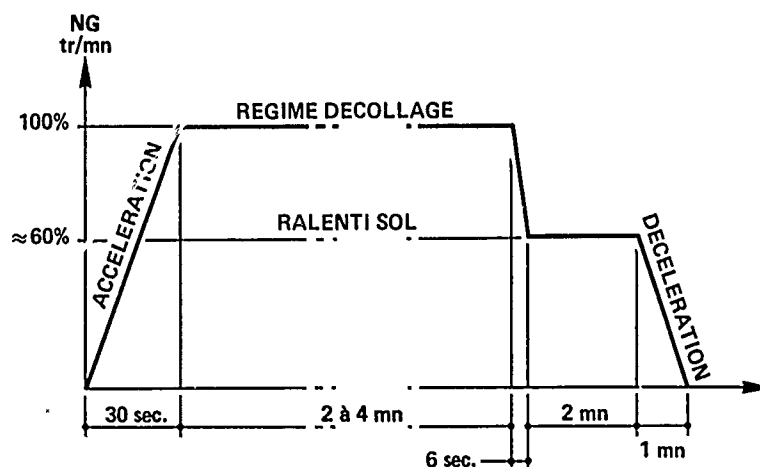 NG
tr/mn
100%
REGIME DECOLLAGE
ACCELERATION
RALENTI SOL
≈60%
DECELERATION
30 sec.
2 à 4 mn
2 mn
6 sec.
1 mn